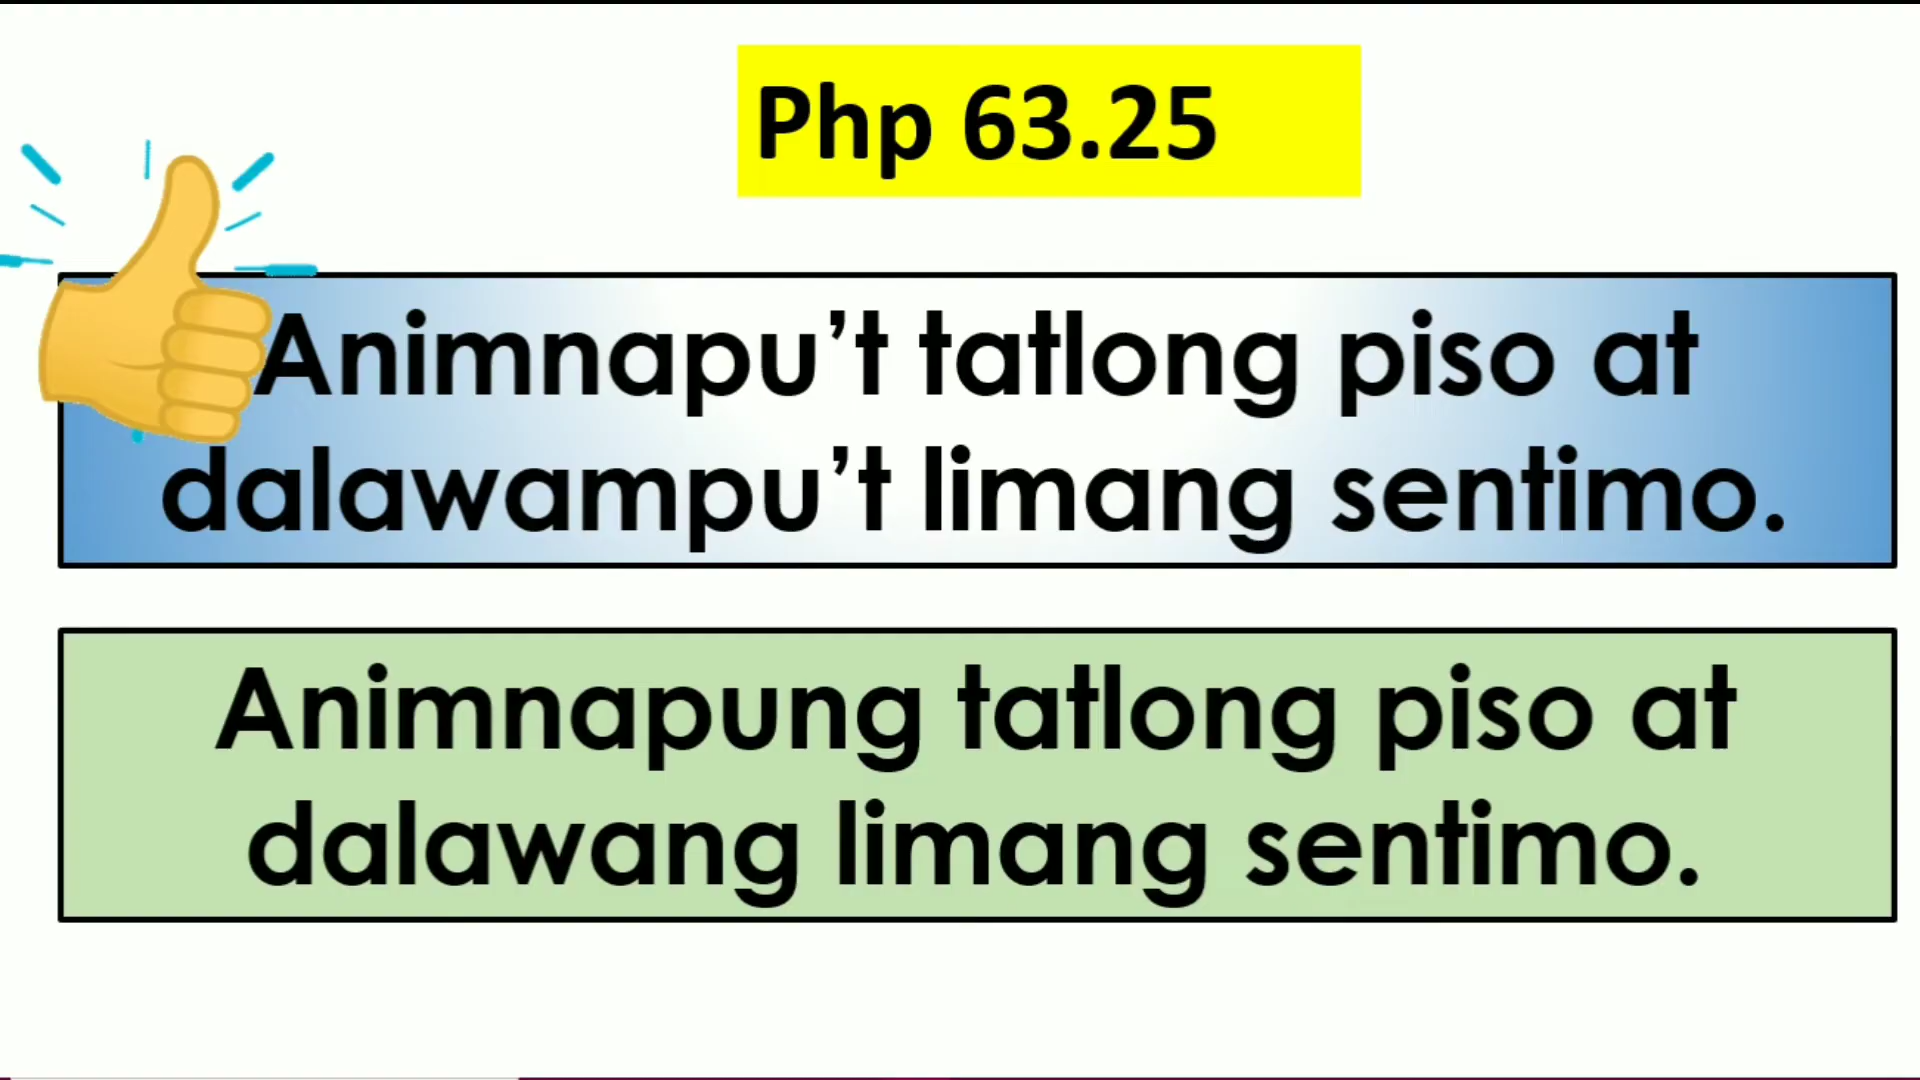 Php 63.25
Animnapu’t tatlong piso at
dalawampu’t limang sentimo.
Animnapung tatlong piso at
dalawang limang sentimo.